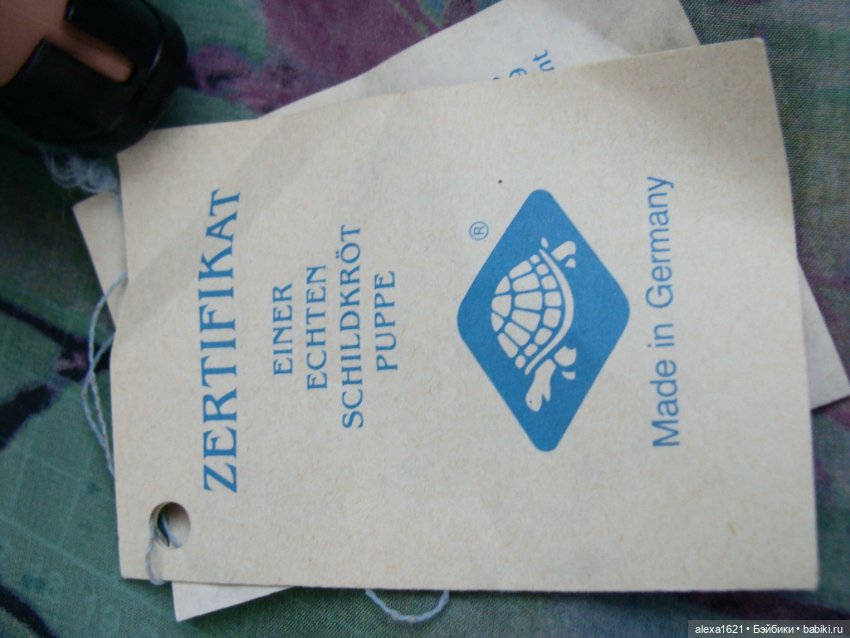 ZERTIFIKAT
EINER
ECHTEN
SCHILDKRÖT
PUPPE
®
Made in Germany
alexa1621 • Бэйбики • babiki.ru